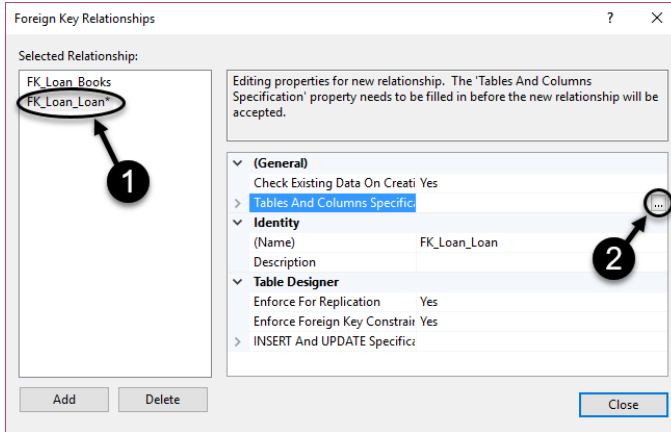 Foreign Key Relationships
?
X
Selected Relationship:
FK_Loan_Books
FK_Loan_Loan*
1
Editing properties for new relationship. The 'Tables And Columns
Specification' property needs to be filled in before the new relationship will be
accepted.
(General)
Check Existing Data On Creati Yes
Tables And Columns Specifica
...
Identity
(Name) FK_Loan_Loan
Description
2
Table Designer
Enforce For Replication Yes
Enforce Foreign Key Constrair Yes
INSERT And UPDATE Specifica
Add
Delete
Close